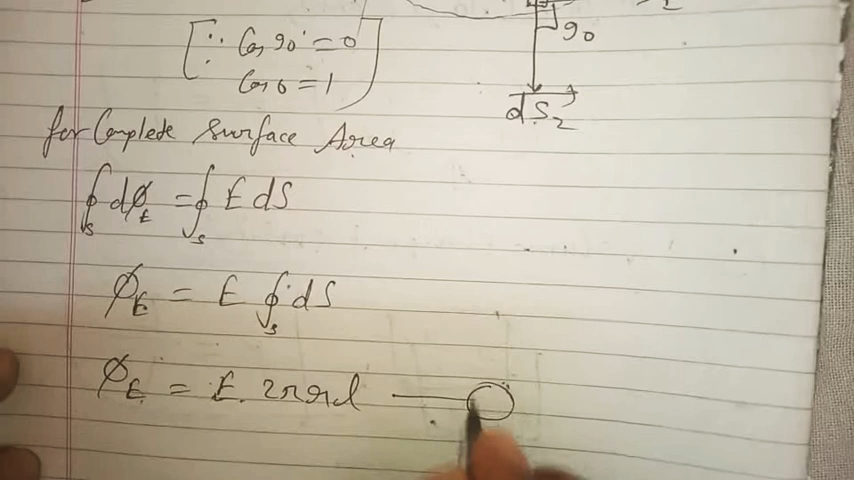 [∵ Cos 90° = 0
Cos 0 = 1]
90
dS₂
for Complete Surface Area
∮s dϕE = ∮s E dS
ϕE = E ∮s dS
ϕE = E. 2πrl